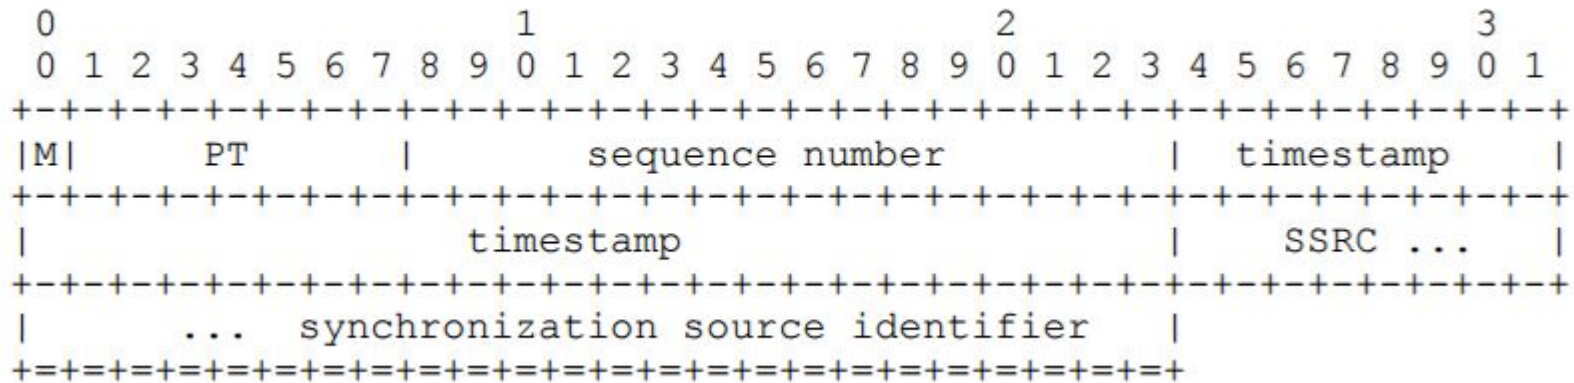 0                   1                   2                   3
 0 1 2 3 4 5 6 7 8 9 0 1 2 3 4 5 6 7 8 9 0 1 2 3 4 5 6 7 8 9 0 1
+-+-+-+-+-+-+-+-+-+-+-+-+-+-+-+-+-+-+-+-+-+-+-+-+-+-+-+-+-+-+-+-+
|M|     PT        |       sequence number         |  timestamp    |
+-+-+-+-+-+-+-+-+-+-+-+-+-+-+-+-+-+-+-+-+-+-+-+-+-+-+-+-+-+-+-+-+
|                  timestamp                    |    SSRC ...   |
+-+-+-+-+-+-+-+-+-+-+-+-+-+-+-+-+-+-+-+-+-+-+-+-+-+-+-+-+-+-+-+-+
|      ...  synchronization source identifier   |
+=+=+=+=+=+=+=+=+=+=+=+=+=+=+=+=+=+=+=+=+=+=+=+=+